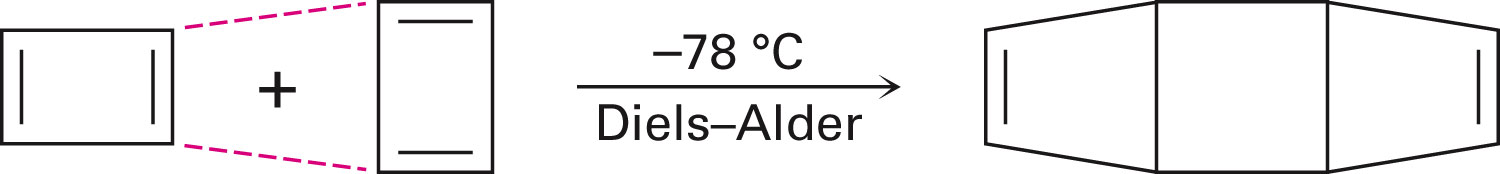 +
–78 °C
Diels–Alder